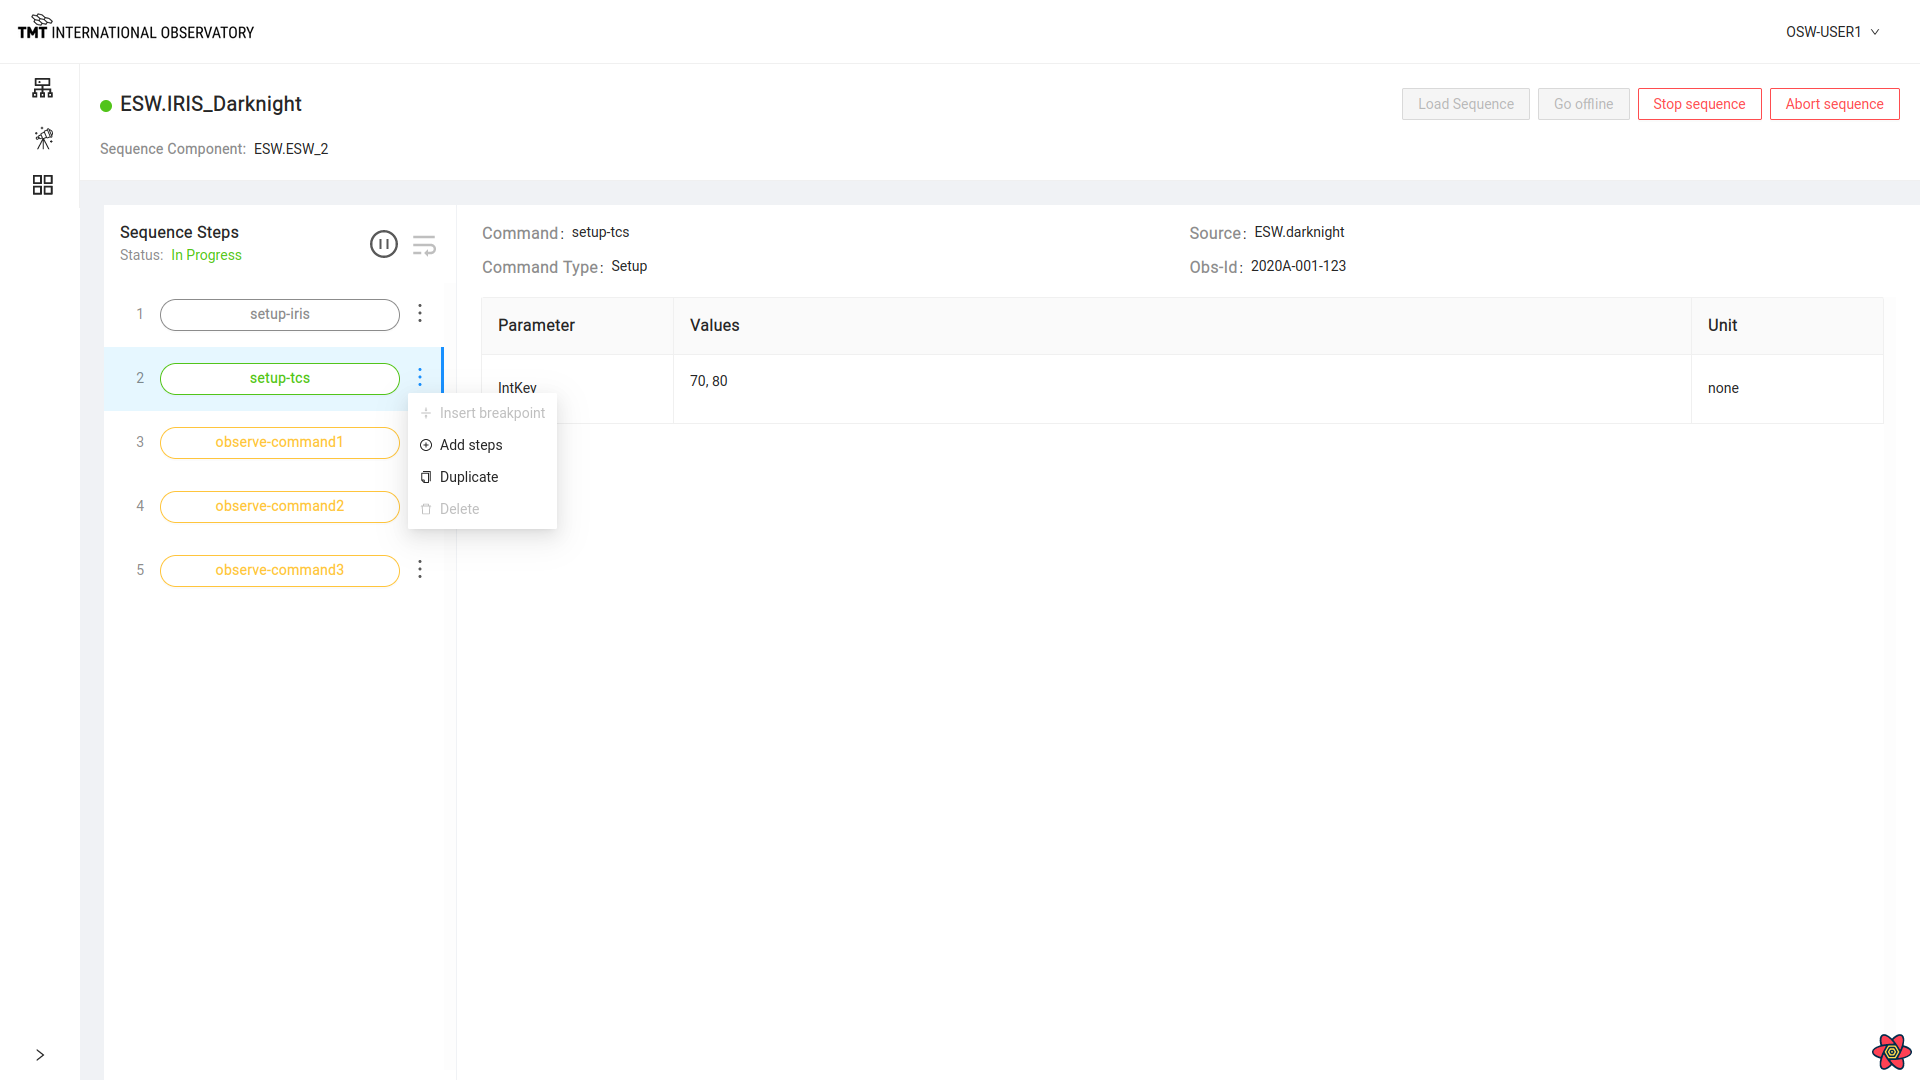 TMT INTERNATIONAL OBSERVATORY
OSW-USER1
ESW.IRIS_Darknight
Load Sequence
Go offline
Stop sequence
Abort sequence
Sequence Component: ESW.ESW_2
Sequence Steps
Status: In Progress
1 setup-iris
2 setup-tcs
3 observe-command1
4 observe-command2
5 observe-command3
Insert breakpoint
Add steps
Duplicate
Delete
Command: setup-tcs
Source: ESW.darknight
Command Type: Setup
Obs-Id: 2020A-001-123
Parameter Values Unit
IntKey 70, 80 none